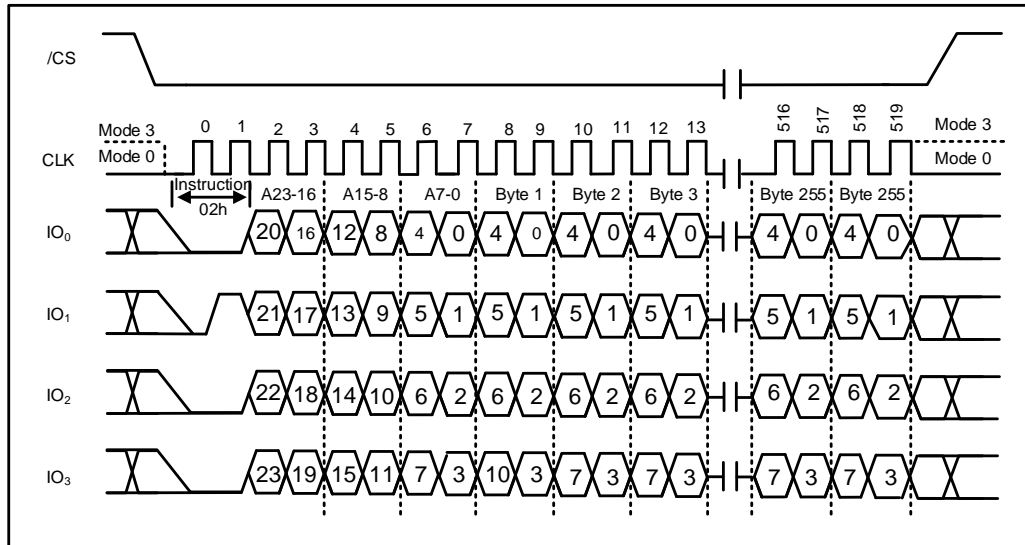 /CS
Mode 3 0 1 2 3 4 5 6 7 8 9 10 11 12 13 516 517 518 519 Mode 3
CLK Mode 0 Mode 0
Instruction A23-16 A15-8 A7-0 Byte 1 Byte 2 Byte 3 Byte 255 Byte 255
02h
IO0 20 16 12 8 4 0 4 0 4 0 4 0 4 0 4 0
IO1 21 17 13 9 5 1 5 1 5 1 5 1 5 1 5 1
IO2 22 18 14 10 6 2 6 2 6 2 6 2 6 2 6 2
IO3 23 19 15 11 7 3 10 3 7 3 7 3 7 3 7 3